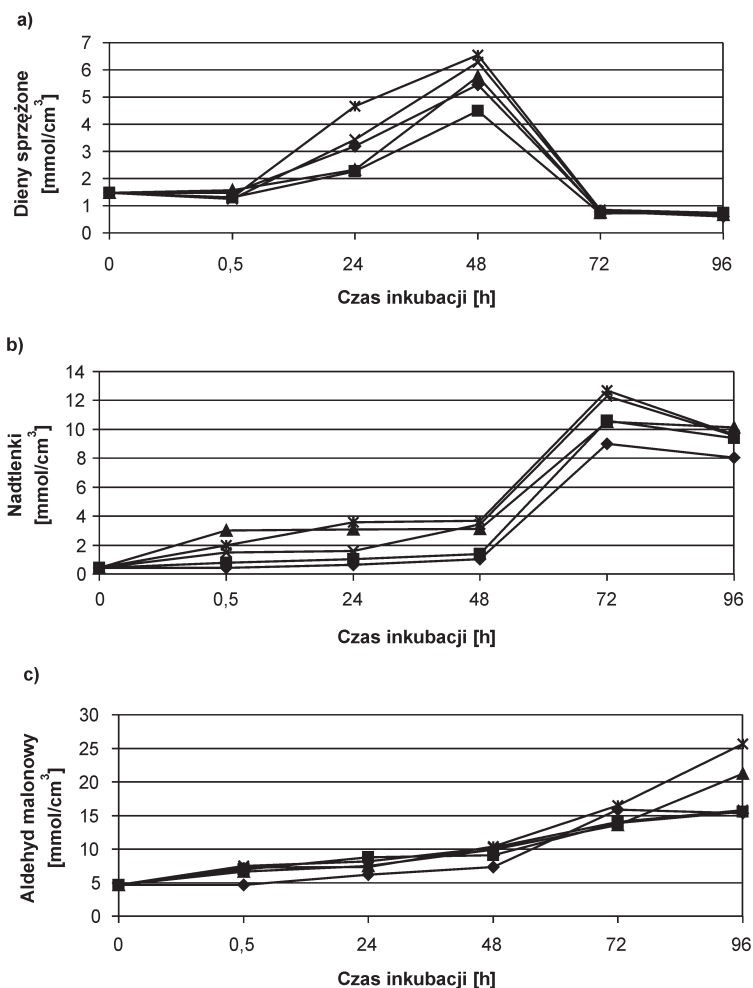 a)
7
6
5
4
3
2
1
0
Dieny sprzężone
[mmol/cm³]
0 0,5 24 48 72 96
Czas inkubacji [h]
b)
14
12
10
8
6
4
2
0
Nadtlenki
[mmol/cm³]
0 0,5 24 48 72 96
Czas inkubacji [h]
c)
30
25
20
15
10
5
0
Aldehyd malonowy
[mmol/cm³]
0 0,5 24 48 72 96
Czas inkubacji [h]